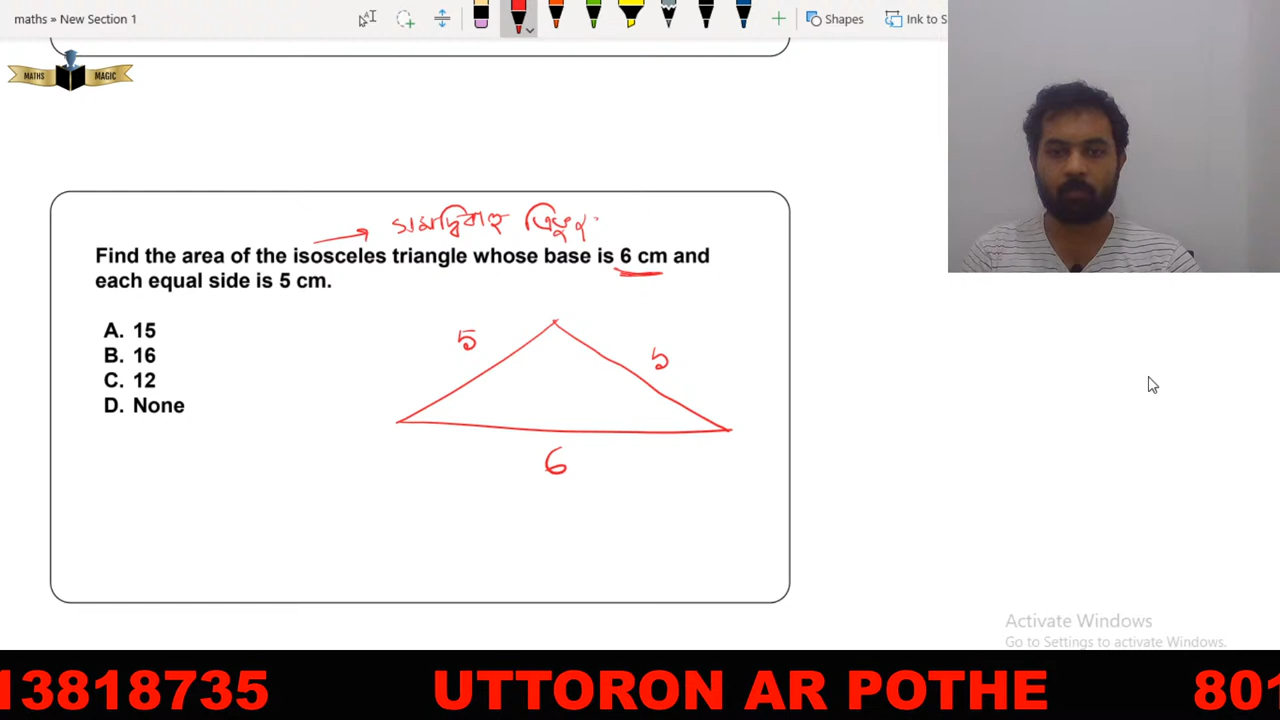 maths » New Section 1
Shapes
Ink to S
MATHS MAGIC
সমদ্বিবাহু ত্রিভুজ
Find the area of the isosceles triangle whose base is 6 cm and
each equal side is 5 cm.
A. 15
B. 16
C. 12
D. None
5
5
6
Activate Windows
Go to Settings to activate Windows.
13818735 UTTORON AR POTHE 801